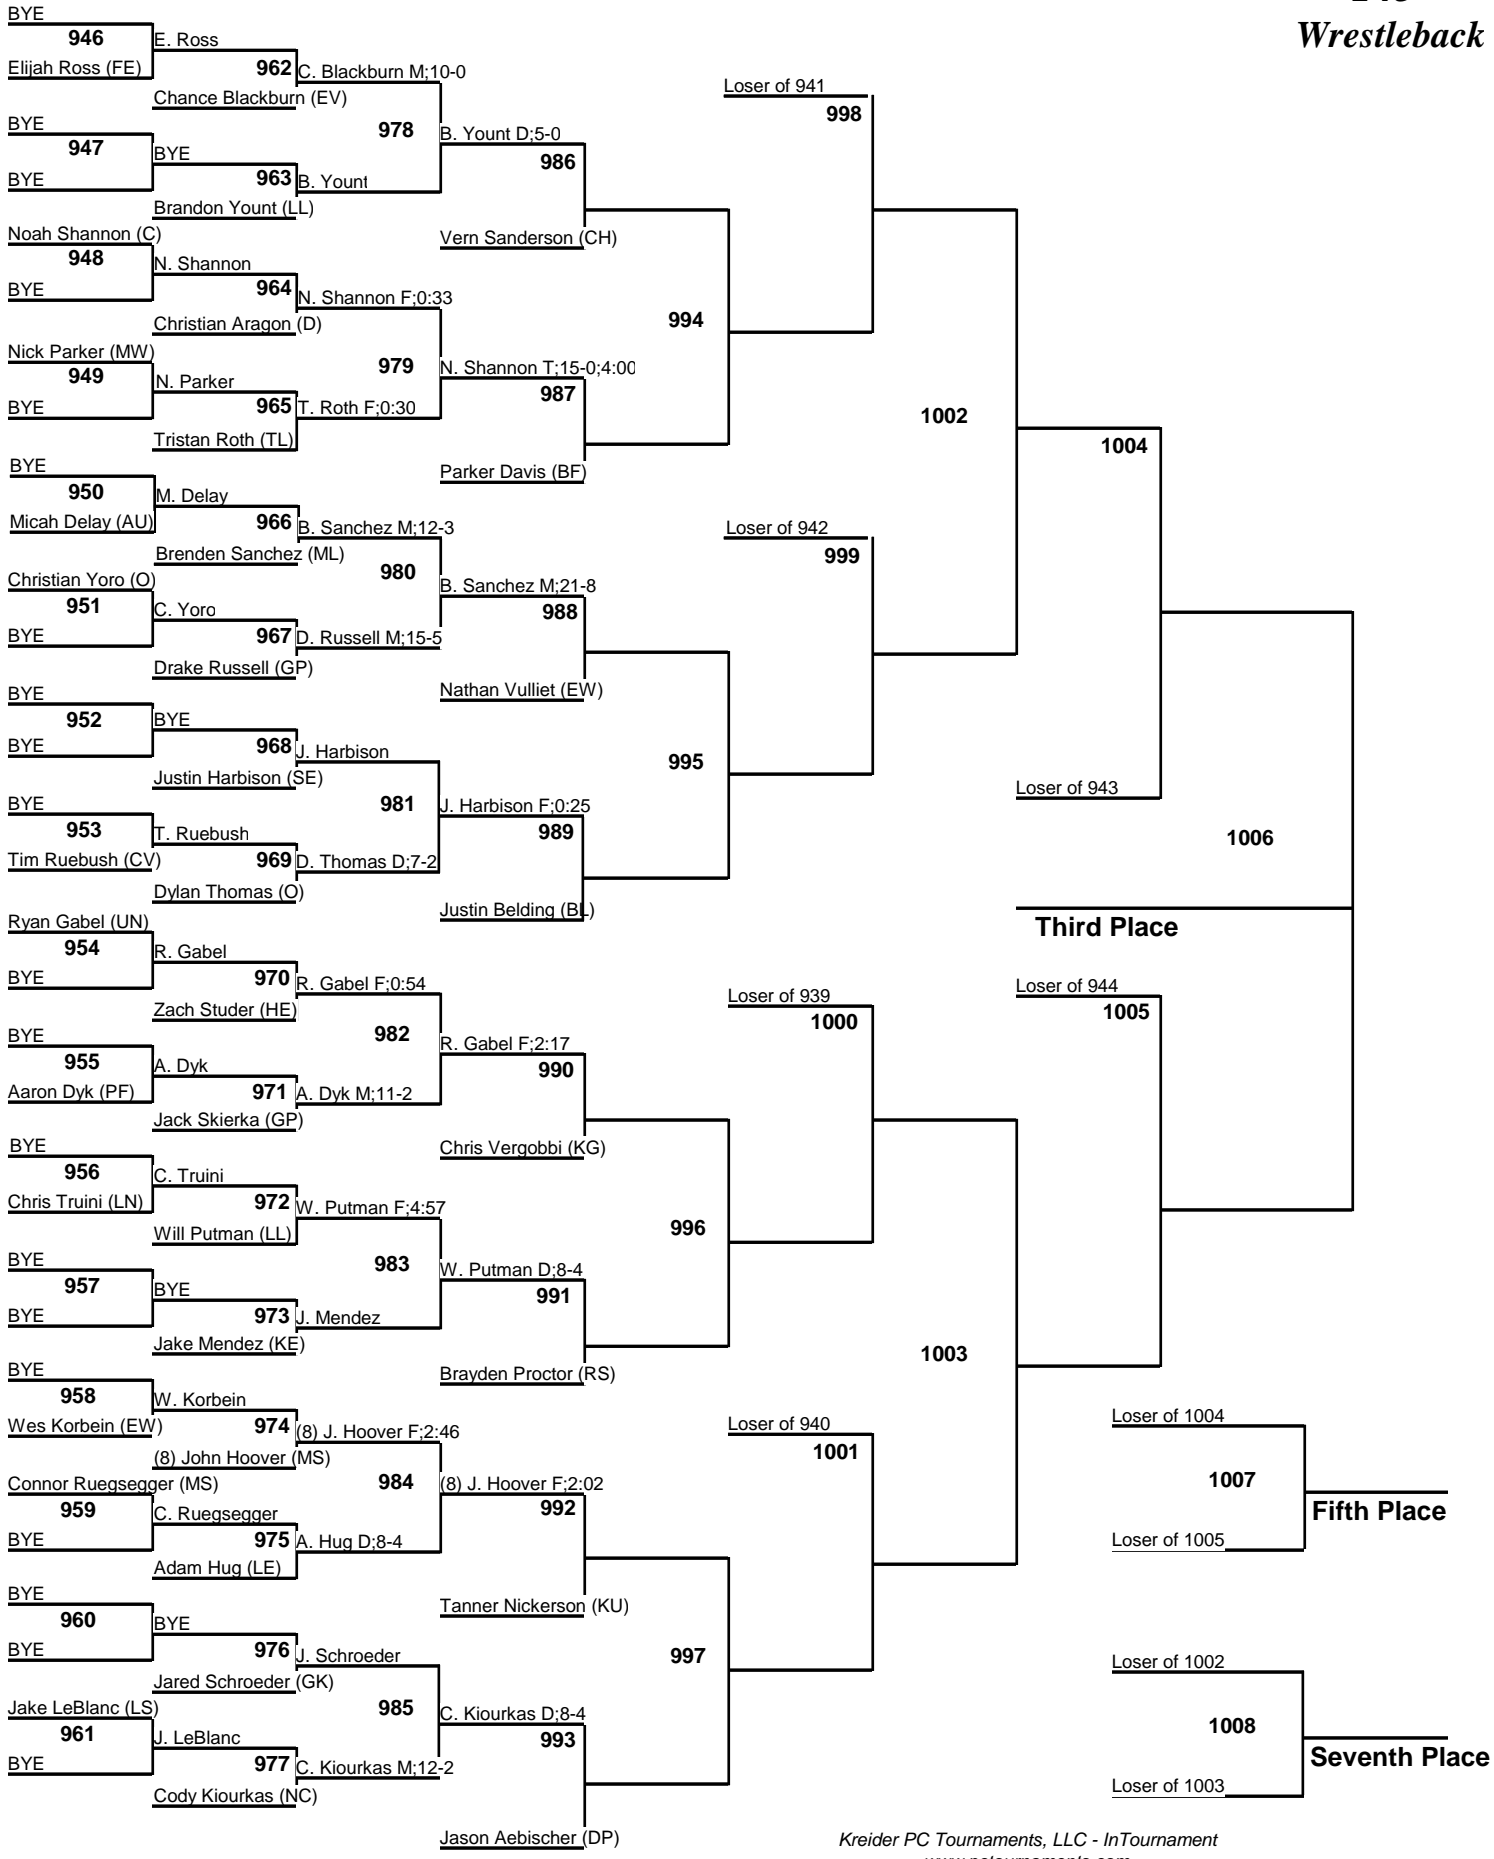 Wrestleback
BYE
946
E. Ross
Elijah Ross (FE)
962
C. Blackburn M;10-0
Chance Blackburn (EV)
978
B. Yount D;5-0
BYE
947
BYE
BYE
963
B. Yount
Brandon Yount (LL)
986
Vern Sanderson (CH)
Noah Shannon (C)
948
N. Shannon
BYE
964
N. Shannon F;0:33
Christian Aragon (D)
979
N. Shannon T;15-0;4:00
Nick Parker (MW)
949
N. Parker
BYE
965
T. Roth F;0:30
Tristan Roth (TL)
987
Parker Davis (BF)
994
Loser of 941
998
1002
BYE
950
M. Delay
Micah Delay (AU)
966
B. Sanchez M;12-3
Brenden Sanchez (ML)
980
B. Sanchez M;21-8
Christian Yoro (O)
951
C. Yoro
BYE
967
D. Russell M;15-5
Drake Russell (GP)
988
Nathan Vulliet (EW)
BYE
952
BYE
BYE
968
J. Harbison
Justin Harbison (SE)
981
J. Harbison F;0:25
BYE
953
T. Ruebush
Tim Ruebush (CV)
969
D. Thomas D;7-2
Dylan Thomas (O)
989
Justin Belding (BL)
995
Loser of 942
999
1004
Loser of 943
1006
Third Place
Ryan Gabel (UN)
954
R. Gabel
BYE
970
R. Gabel F;0:54
Zach Studer (HE)
982
R. Gabel F;2:17
BYE
955
A. Dyk
Aaron Dyk (PF)
971
A. Dyk M;11-2
Jack Skierka (GP)
990
Chris Vergobbi (KG)
BYE
956
C. Truini
Chris Truini (LN)
972
W. Putman F;4:57
Will Putman (LL)
983
W. Putman D;8-4
BYE
957
BYE
BYE
973
J. Mendez
Jake Mendez (KE)
991
Brayden Proctor (RS)
996
Loser of 939
1000
Loser of 944
1005
1003
BYE
958
W. Korbein
Wes Korbein (EW)
974
(8) J. Hoover F;2:46
(8) John Hoover (MS)
984
(8) J. Hoover F;2:02
Connor Ruegsegger (MS)
959
C. Ruegsegger
BYE
975
A. Hug D;8-4
Adam Hug (LE)
992
Tanner Nickerson (KU)
BYE
960
BYE
BYE
976
J. Schroeder
Jared Schroeder (GK)
985
C. Kiourkas D;8-4
Jake LeBlanc (LS)
961
J. LeBlanc
BYE
977
C. Kiourkas M;12-2
Cody Kiourkas (NC)
993
Jason Aebischer (DP)
997
Loser of 940
1001
Loser of 1004
1007
Fifth Place
Loser of 1005
Loser of 1002
1008
Seventh Place
Loser of 1003
Kreider PC Tournaments, LLC - InTournament